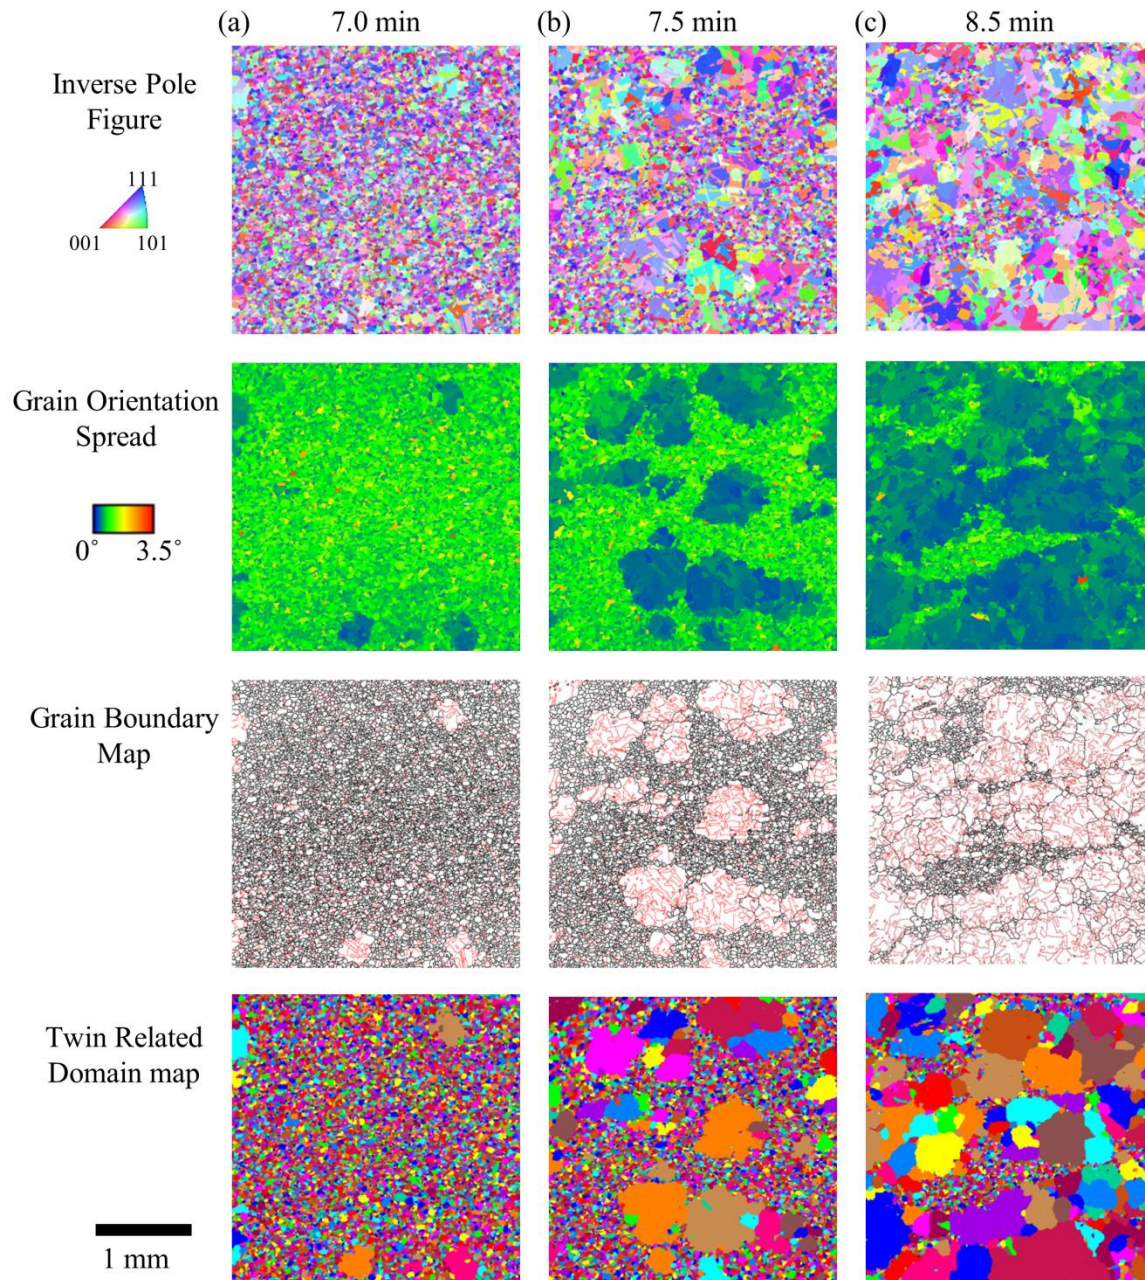 (a) 7.0 min (b) 7.5 min (c) 8.5 min
Inverse Pole
Figure
111
001 101
Grain Orientation
Spread
0° 3.5°
Grain Boundary
Map
Twin Related
Domain map
1 mm